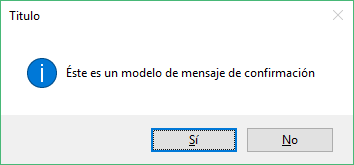 Titulo
Éste es un modelo de mensaje de confirmación
Sí
No